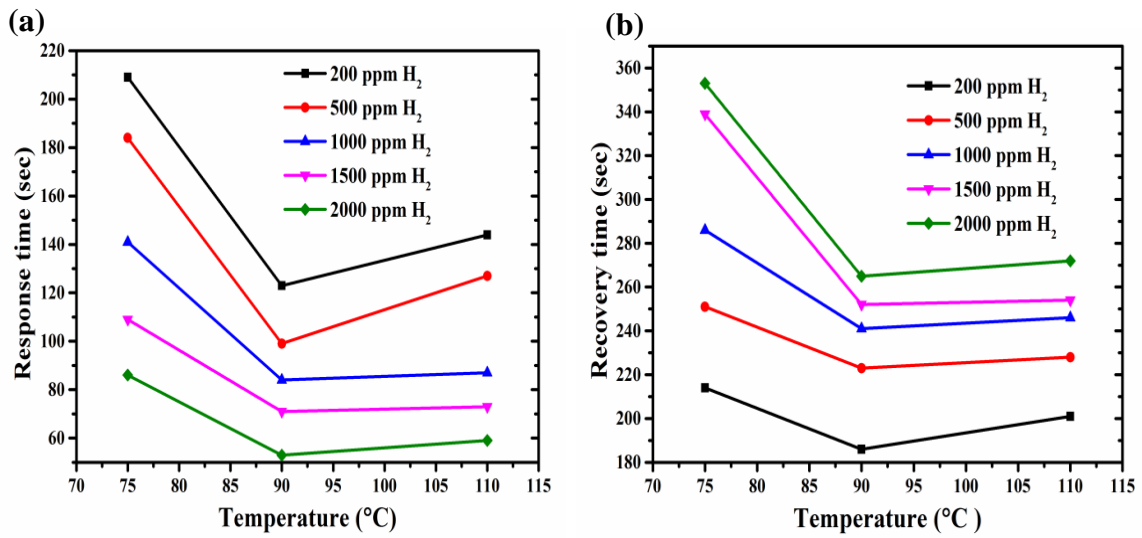 (a)
220
200
180
160
140
120
100
80
60
Response time (sec)
200 ppm H₂
500 ppm H₂
1000 ppm H₂
1500 ppm H₂
2000 ppm H₂
70 75 80 85 90 95 100 105 110 115
Temperature (°C)
(b)
360
340
320
300
280
260
240
220
200
180
Recovery time (sec)
200 ppm H₂
500 ppm H₂
1000 ppm H₂
1500 ppm H₂
2000 ppm H₂
70 75 80 85 90 95 100 105 110 115
Temperature (°C )